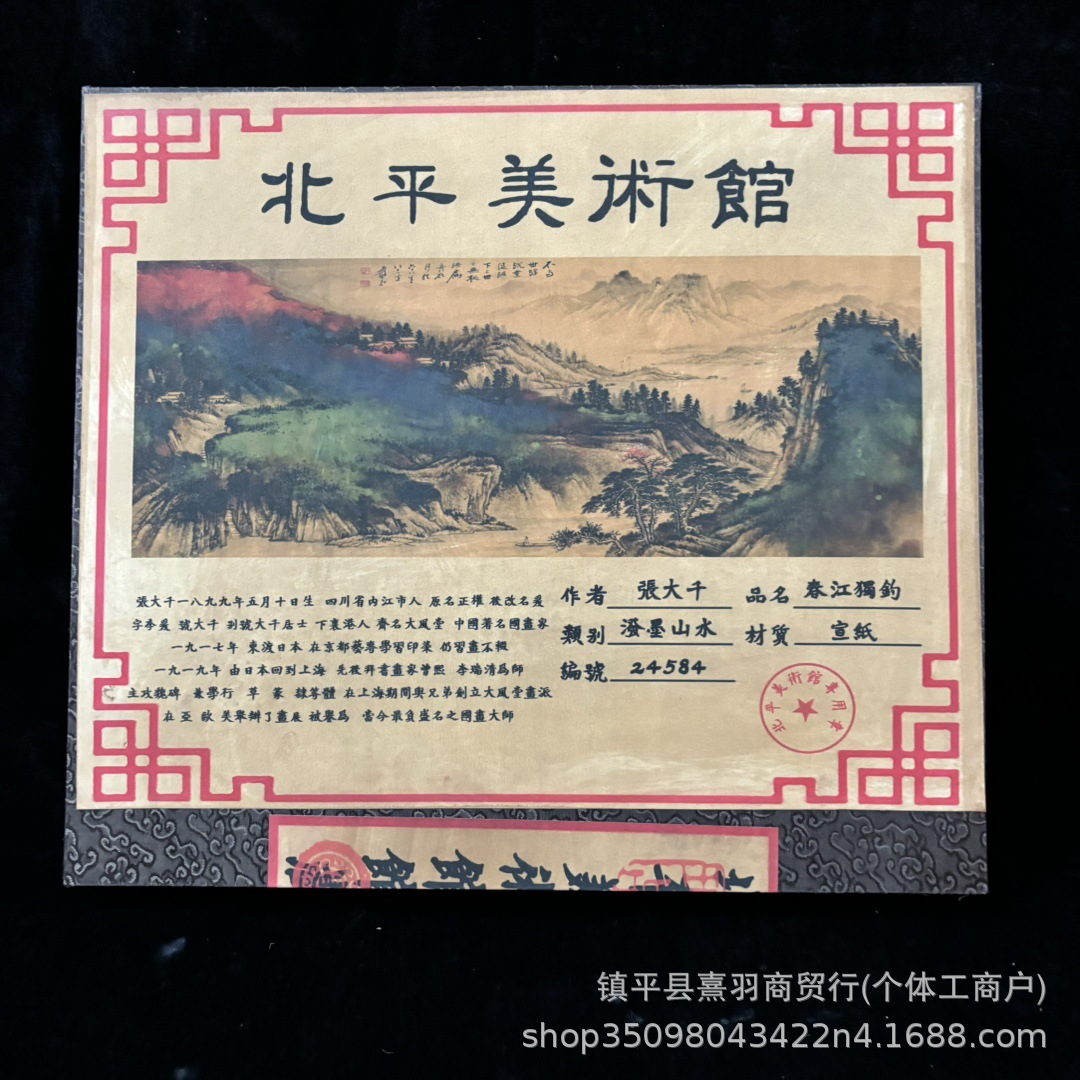 北平美術館
張大千一八九九年五月十日生 四川省内江市人 原名正權 後改名爰
字季爰 號大千 别號大千居士 下裏港人 齋名大風堂 中國著名國畫家
一九一七年 東渡日本 在京都藝專學習印染 仍習畫不輟
一九一九年 由日本回到上海 先後拜書畫家曾熙 李瑞清爲師
主攻魏碑 兼學行 草 篆 隸等體 在上海期間與兄弟創立大風堂畫派
在 亞 歐 美舉辦了畫展 被譽爲 當今最負盛名之國畫大師
作者 張大千 品名 春江獨釣
類别 潑墨山水 材質 宣紙
編號 24584
北平美術館專用章
镇平县熹羽商贸行(个体工商户)
shop35098043422n4.1688.com